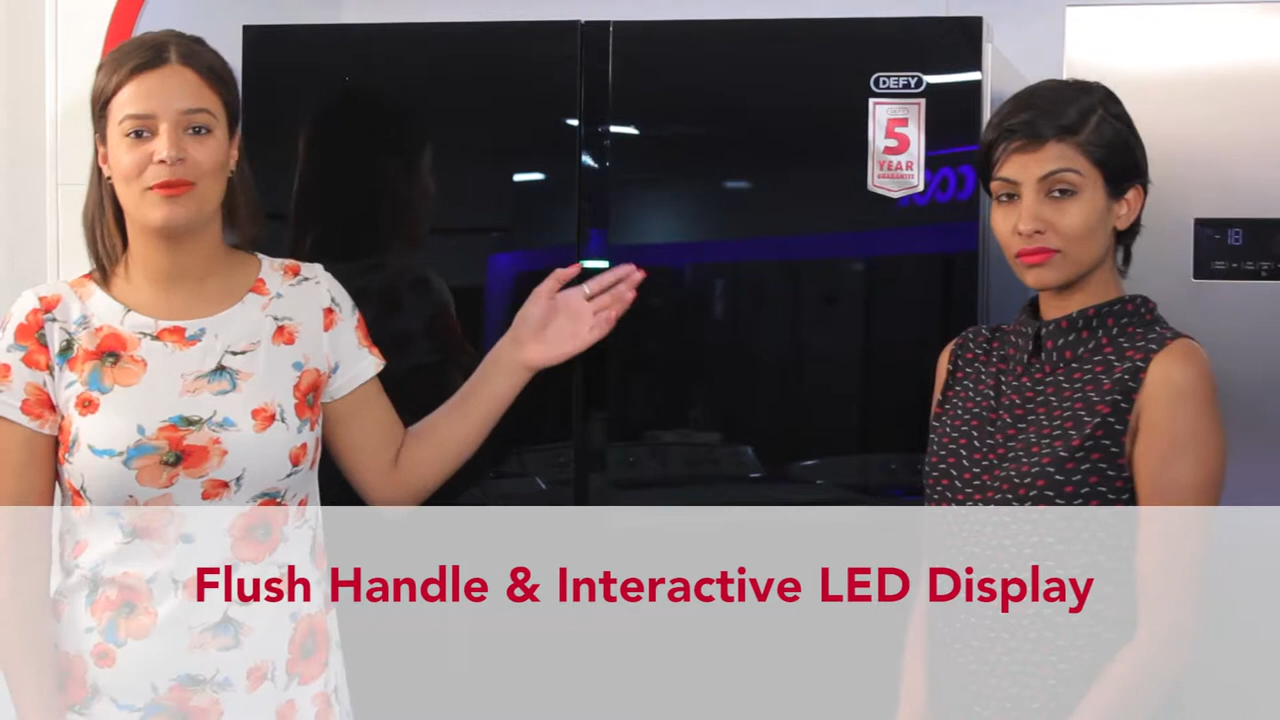 DEFY
DEFY
5
YEAR
GUARANTEE
-18
Flush Handle & Interactive LED Display